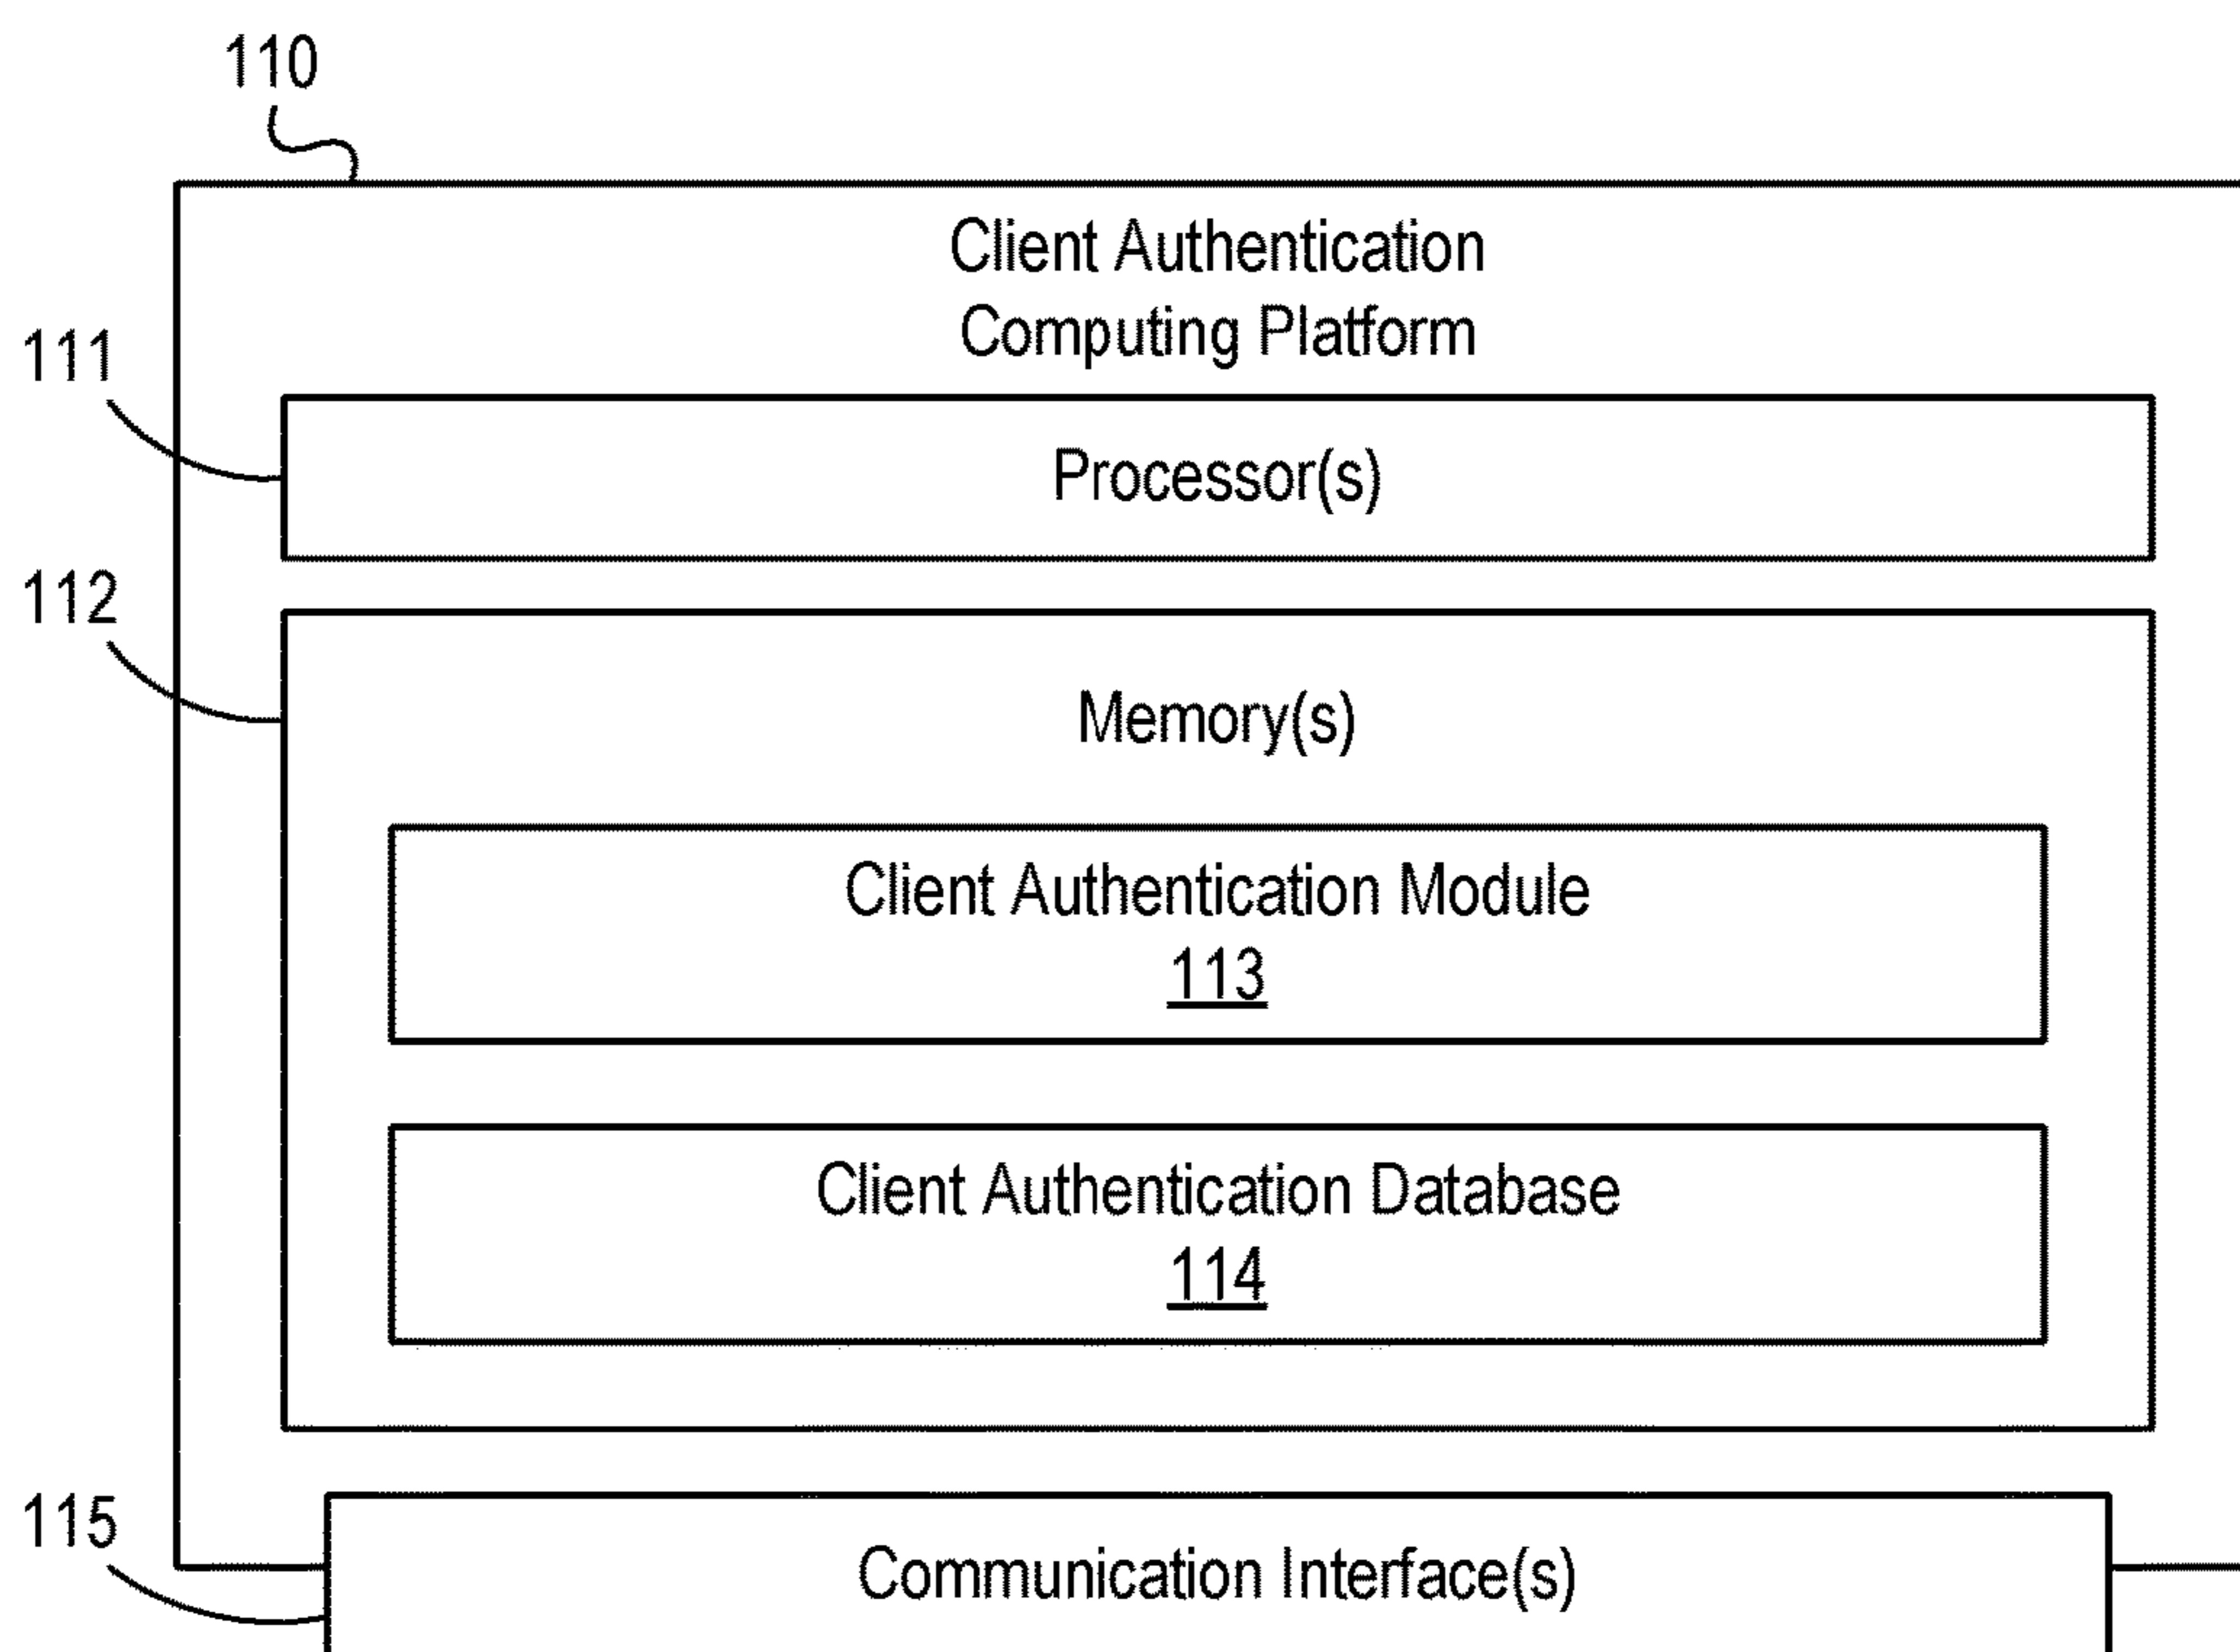 110
Client Authentication
Computing Platform
111
Processor(s)
112
Memory(s)
Client Authentication Module
113
Client Authentication Database
114
115
Communication Interface(s)